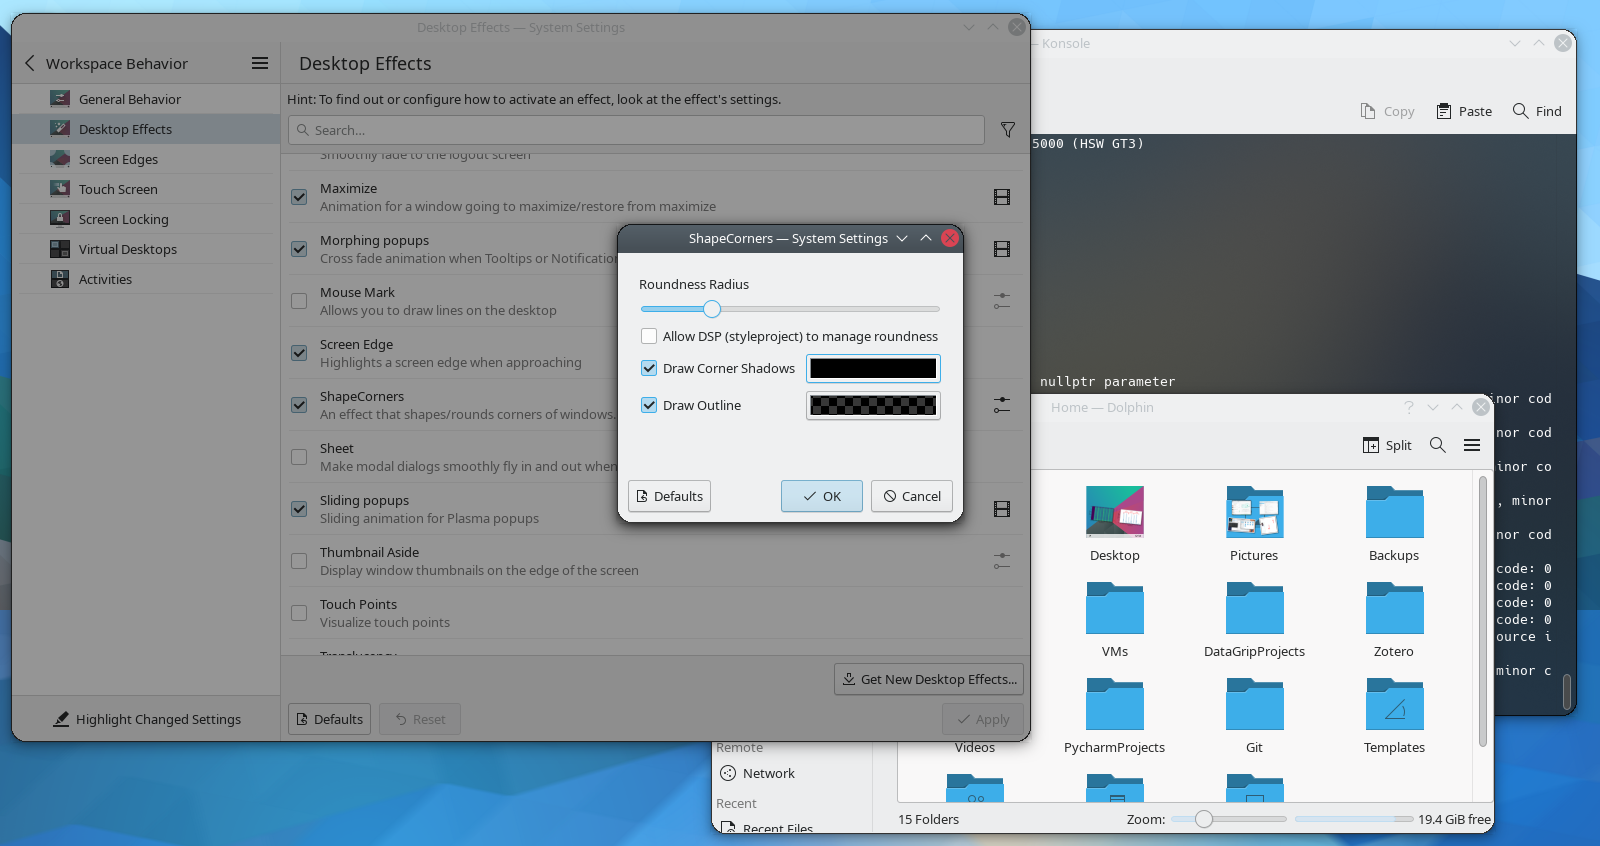 Desktop Effects — System Settings
Workspace Behavior
General Behavior
Desktop Effects
Screen Edges
Touch Screen
Screen Locking
Virtual Desktops
Activities
Highlight Changed Settings
Desktop Effects
Hint: To find out or configure how to activate an effect, look at the effect's settings.
Search...
Smoothly fade to the logout screen
Maximize
Animation for a window going to maximize/restore from maximize
Morphing popups
Cross fade animation when Tooltips or Notification
Mouse Mark
Allows you to draw lines on the desktop
Screen Edge
Highlights a screen edge when approaching
ShapeCorners
An effect that shapes/rounds corners of windows.
Sheet
Make modal dialogs smoothly fly in and out when
Sliding popups
Sliding animation for Plasma popups
Thumbnail Aside
Display window thumbnails on the edge of the screen
Touch Points
Visualize touch points
Translucency
Get New Desktop Effects...
Defaults
Reset
Apply
ShapeCorners — System Settings
Roundness Radius
Allow DSP (styleproject) to manage roundness
Draw Corner Shadows
Draw Outline
Defaults
OK
Cancel
— Konsole
Copy
Paste
Find
5000 (HSW GT3)
nullptr parameter
inor cod
nor cod
inor co
, minor
nor cod
code: 0
code: 0
code: 0
code: 0
ource i
minor c
Home — Dolphin
?
Split
Desktop
Pictures
Backups
VMs
DataGripProjects
Zotero
Videos
PycharmProjects
Git
Templates
Remote
Network
Recent
Recent Files
15 Folders
Zoom:
19.4 GiB free